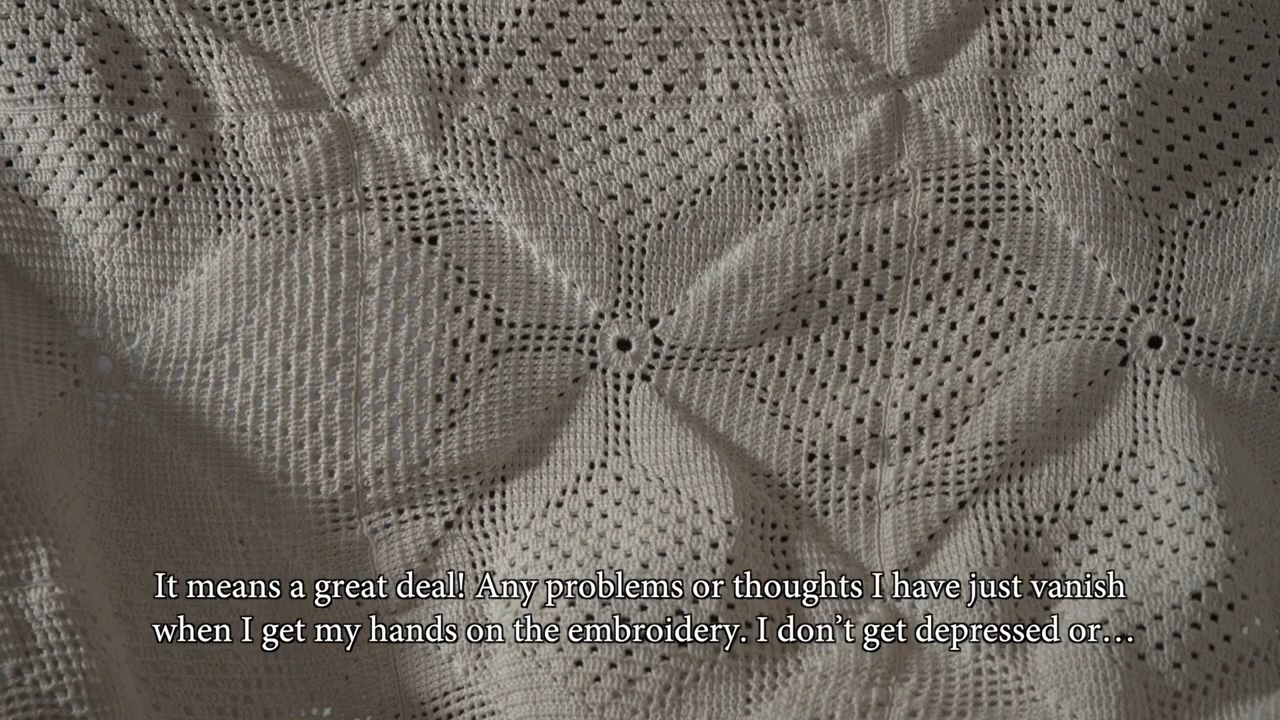 It means a great deal! Any problems or thoughts I have just vanish
when I get my hands on the embroidery. I don’t get depressed or…